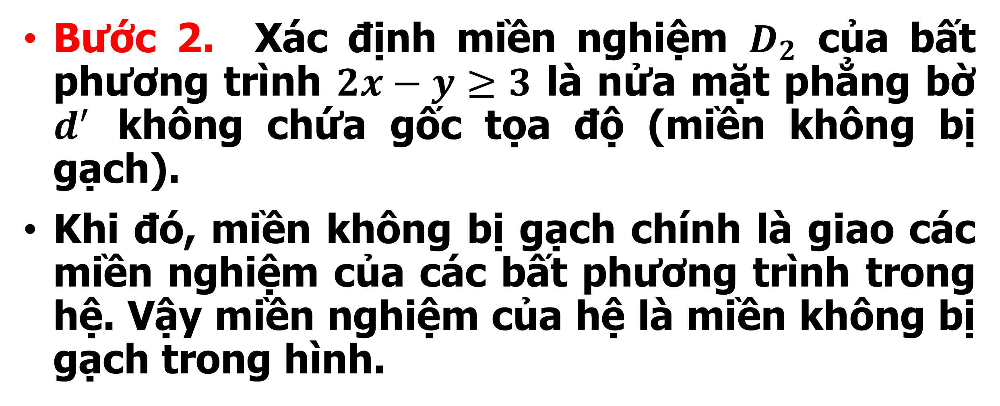 • Bước 2. Xác định miền nghiệm D₂ của bất
phương trình 2x − y ≥ 3 là nửa mặt phẳng bờ
d′ không chứa gốc tọa độ (miền không bị
gạch).
• Khi đó, miền không bị gạch chính là giao các
miền nghiệm của các bất phương trình trong
hệ. Vậy miền nghiệm của hệ là miền không bị
gạch trong hình.